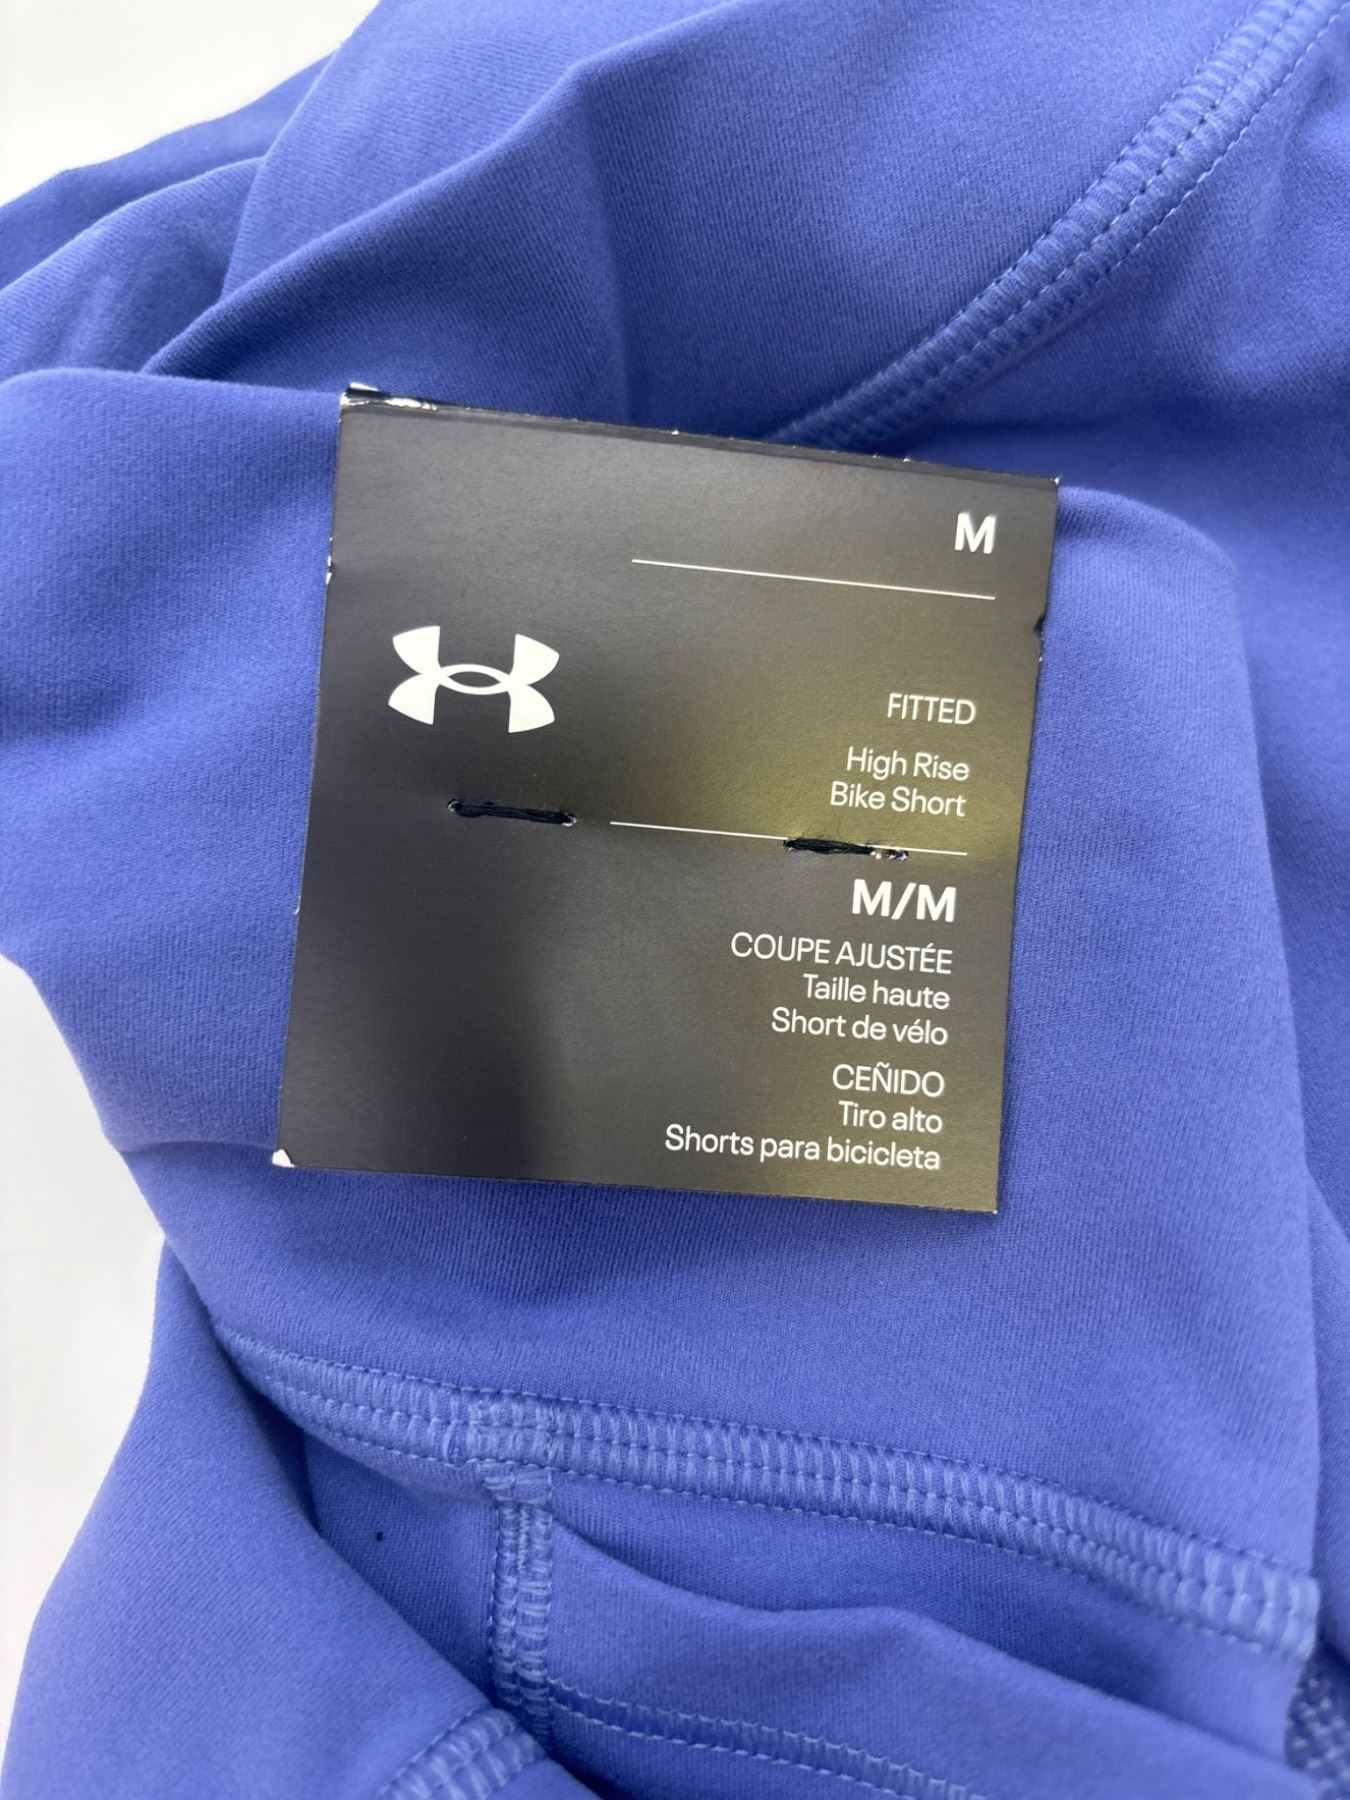 M
FITTED
High Rise
Bike Short
M/M
COUPE AJUSTÉE
Taille haute
Short de vélo
CEÑIDO
Tiro alto
Shorts para bicicleta